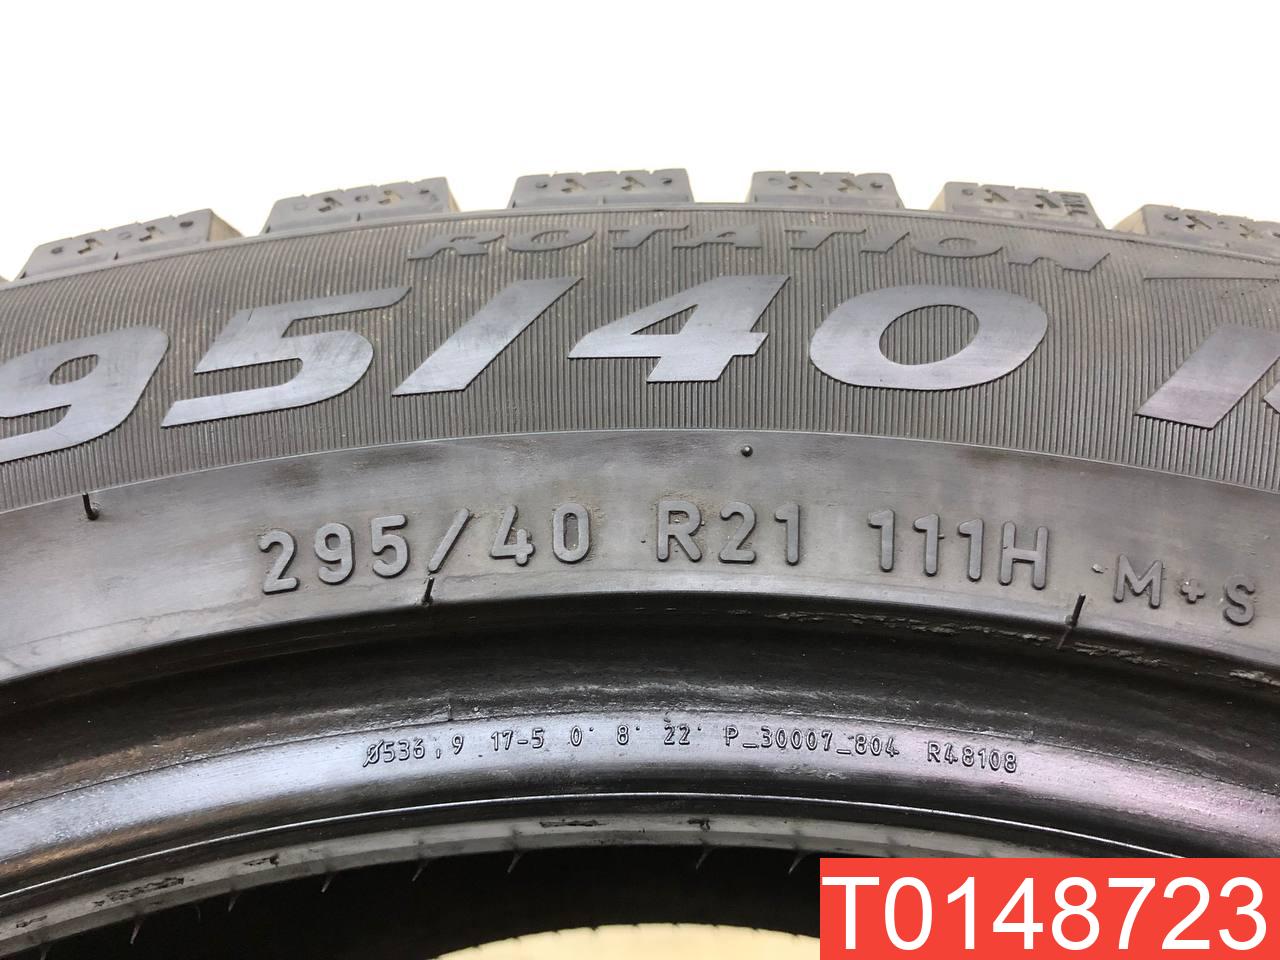 ROTATION
95/40
295/40 R21 111H M+S
Ø536,9 17-5 0' 8' 22' P_30007_804 R48108
T0148723